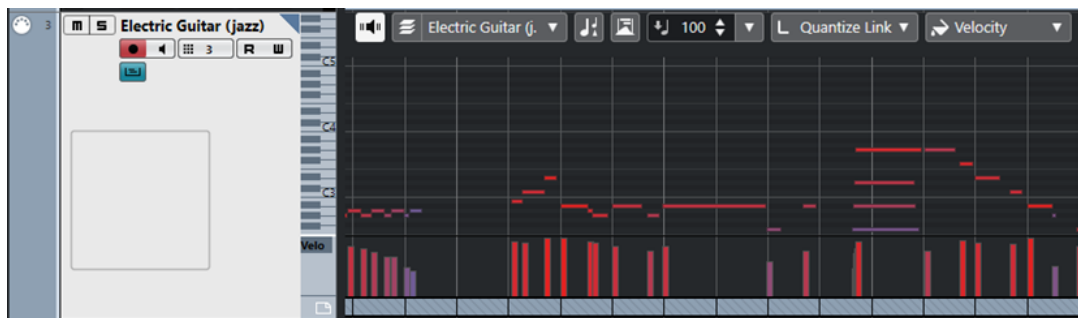 3 m S Electric Guitar (jazz) Electric Guitar (j. 100 L Quantize Link Velocity
3 R W
C5
C4
C3
Velo